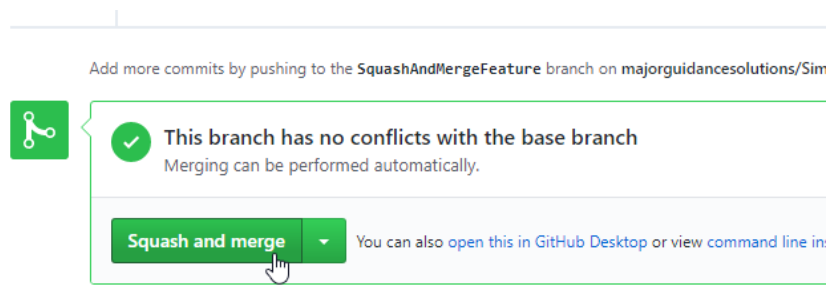 Add more commits by pushing to the SquashAndMergeFeature branch on majorguidancesolutions/Sim
This branch has no conflicts with the base branch
Merging can be performed automatically.
Squash and merge You can also open this in GitHub Desktop or view command line ins